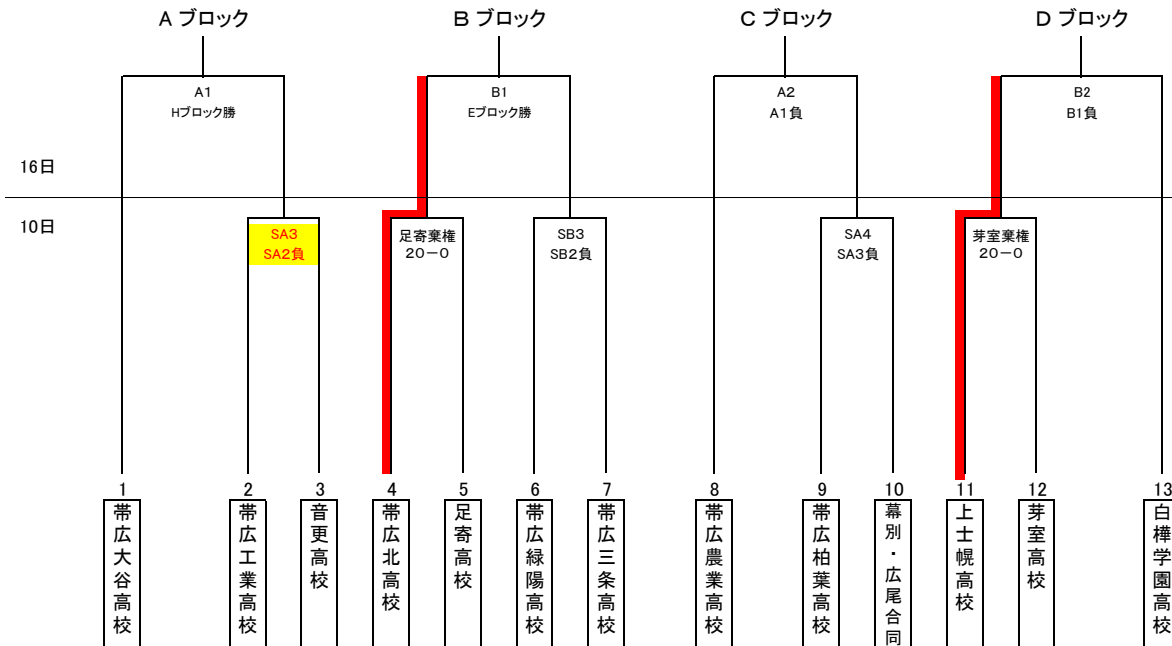 A ブロック
B ブロック
C ブロック
D ブロック
A1
Hブロック勝
B1
Eブロック勝
A2
A1負
B2
B1負
16日
10日
SA3
SA2負
足寄棄権
20－0
SB3
SB2負
SA4
SA3負
芽室棄権
20－0
1
2
3
4
5
6
7
8
9
10
11
12
13
帯広大谷高校
帯広工業高校
音更高校
帯広北高校
足寄高校
帯広緑陽高校
帯広三条高校
帯広農業高校
帯広柏葉高校
幕別・広尾合同
上士幌高校
芽室高校
白樺学園高校